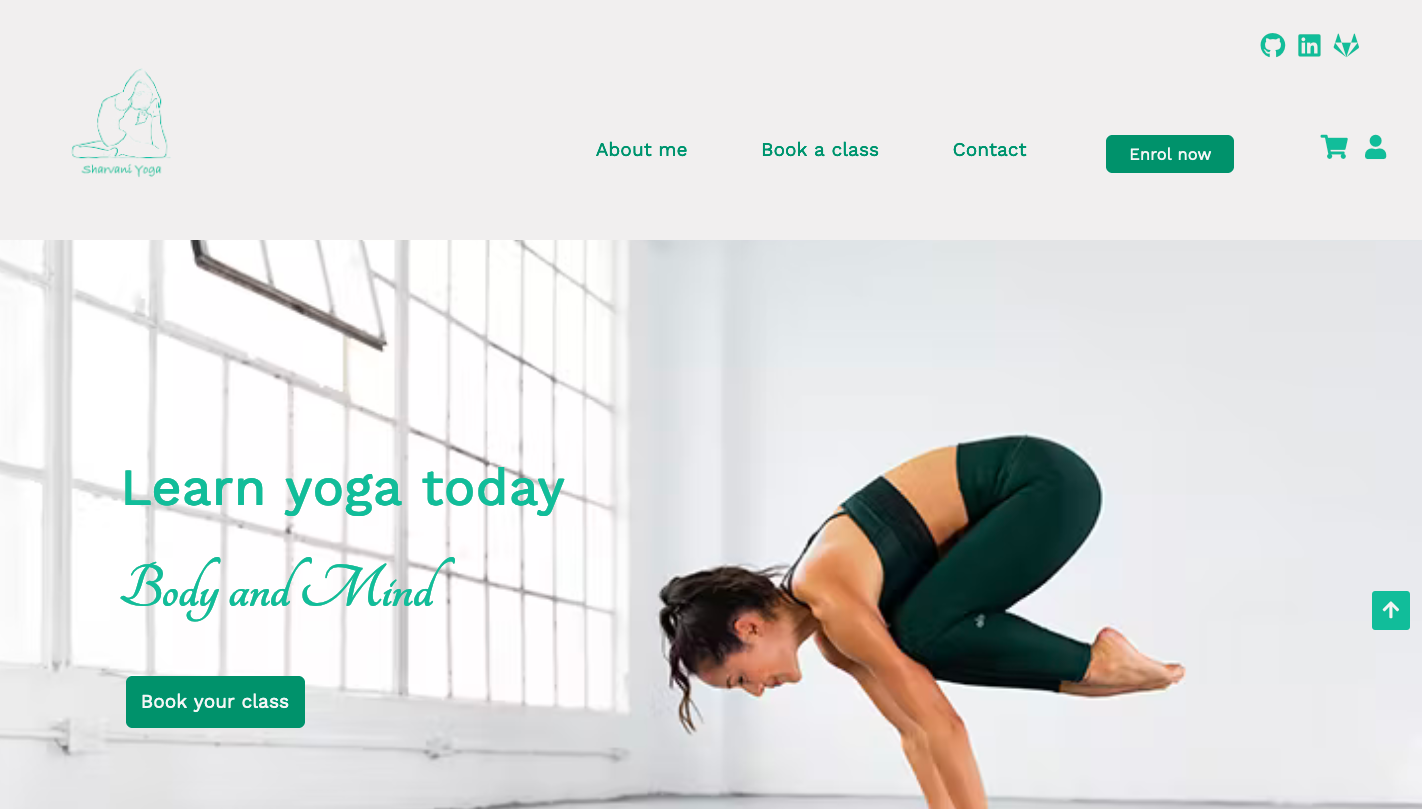 Sharvani Yoga
About me
Book a class
Contact
Enrol now
Learn yoga today
Body and Mind
Book your class